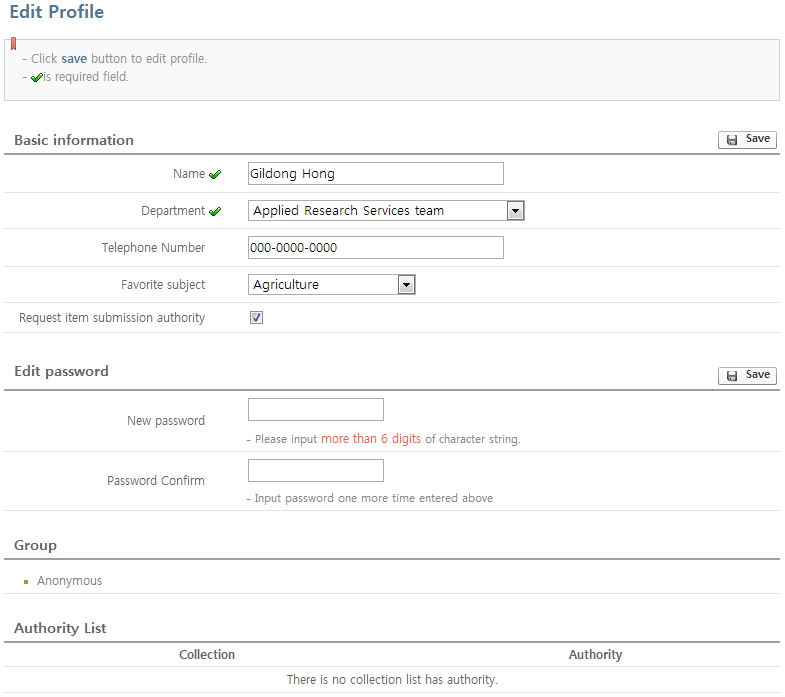 Edit Profile
- Click save button to edit profile.
- is required field.
Basic information
Save
Name
Gildong Hong
Department
Applied Research Services team
Telephone Number
000-0000-0000
Favorite subject
Agriculture
Request item submission authority
Edit password
Save
New password
- Please input more than 6 digits of character string.
Password Confirm
- Input password one more time entered above
Group
Anonymous
Authority List
Collection Authority
There is no collection list has authority.